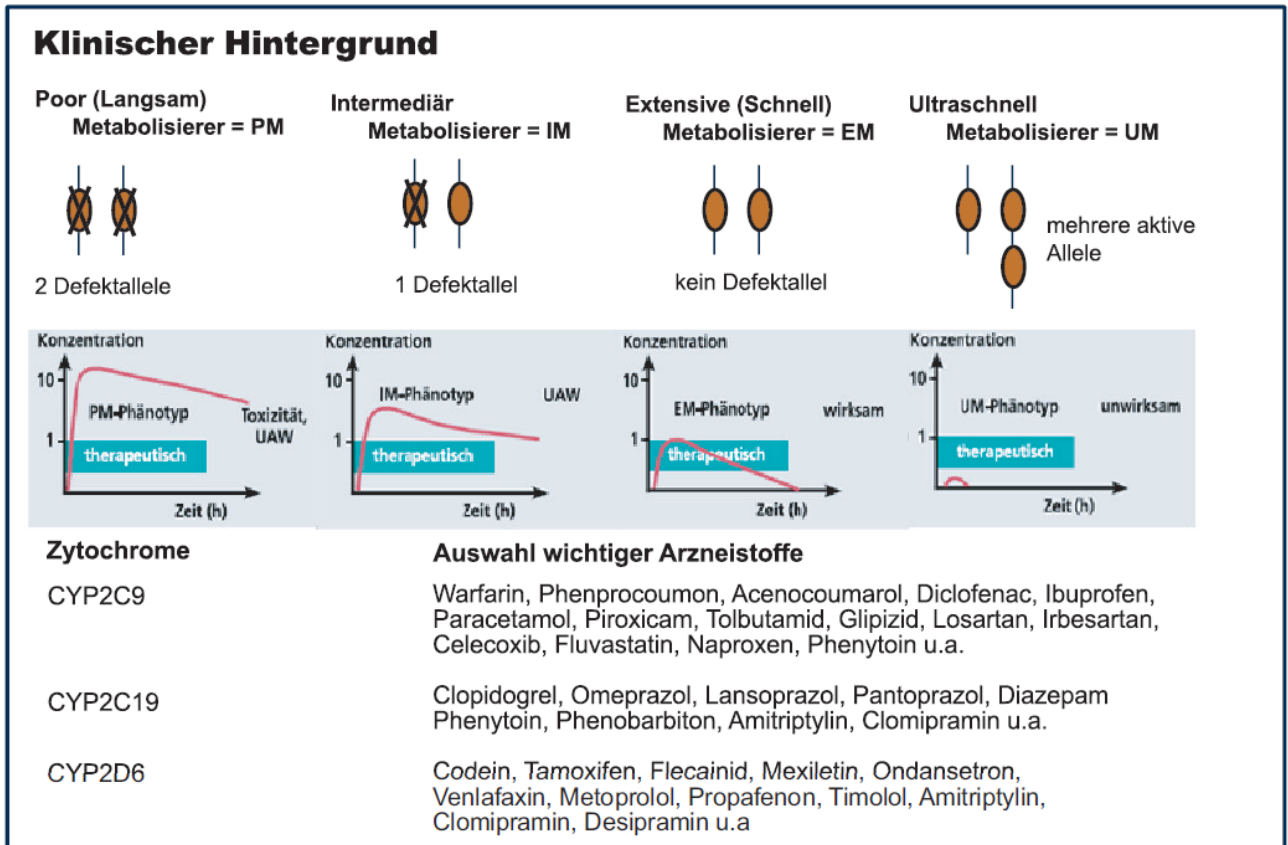 Klinischer Hintergrund
Poor (Langsam)
Metabolisierer = PM
2 Defektallele
Intermediär
Metabolisierer = IM
1 Defektallel
Extensive (Schnell)
Metabolisierer = EM
kein Defektallel
Ultraschnell
Metabolisierer = UM
mehrere aktive
Allele
Konzentration
10
PM-Phänotyp
Toxizität,
UAW
1
therapeutisch
Zeit (h)
Konzentration
10
IM-Phänotyp
UAW
1
therapeutisch
Zeit (h)
Konzentration
10
EM-Phänotyp
wirksam
1
therapeutisch
Zeit (h)
Konzentration
10
UM-Phänotyp
unwirksam
1
therapeutisch
Zeit (h)
Zytochrome
Auswahl wichtiger Arzneistoffe
CYP2C9
Warfarin, Phenprocoumon, Acenocoumarol, Diclofenac, Ibuprofen,
Paracetamol, Piroxicam, Tolbutamid, Glipizid, Losartan, Irbesartan,
Celecoxib, Fluvastatin, Naproxen, Phenytoin u.a.
CYP2C19
Clopidogrel, Omeprazol, Lansoprazol, Pantoprazol, Diazepam
Phenytoin, Phenobarbiton, Amitriptylin, Clomipramin u.a.
CYP2D6
Codein, Tamoxifen, Flecainid, Mexiletin, Ondansetron,
Venlafaxin, Metoprolol, Propafenon, Timolol, Amitriptylin,
Clomipramin, Desipramin u.a